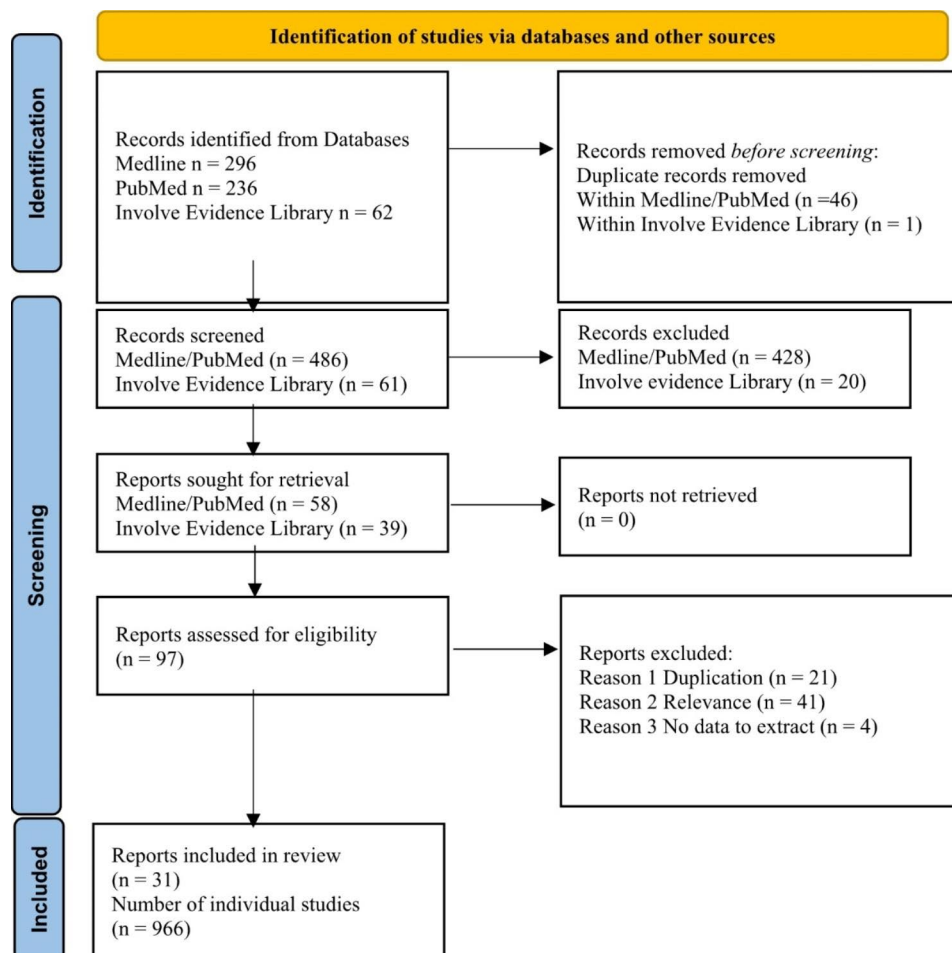 Identification of studies via databases and other sources
Identification
Records identified from Databases
Medline n = 296
PubMed n = 236
Involve Evidence Library n = 62
Records removed before screening:
Duplicate records removed
Within Medline/PubMed (n =46)
Within Involve Evidence Library (n = 1)
Screening
Records screened
Medline/PubMed (n = 486)
Involve Evidence Library (n = 61)
Records excluded
Medline/PubMed (n = 428)
Involve evidence Library (n = 20)
Reports sought for retrieval
Medline/PubMed (n = 58)
Involve Evidence Library (n = 39)
Reports not retrieved
(n = 0)
Reports assessed for eligibility
(n = 97)
Reports excluded:
Reason 1 Duplication (n = 21)
Reason 2 Relevance (n = 41)
Reason 3 No data to extract (n = 4)
Included
Reports included in review
(n = 31)
Number of individual studies
(n = 966)